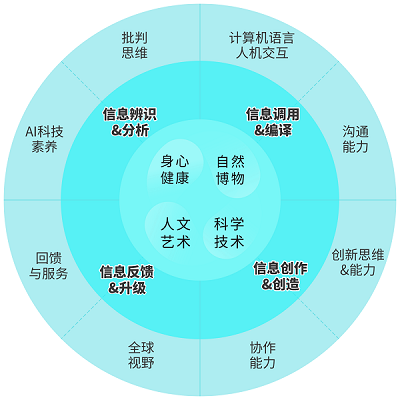 批判
思维
计算机语言
人机交互
信息辨识
&分析
信息调用
&编译
AI科技
素养
沟通
能力
身心
健康
自然
博物
人文
艺术
科学
技术
回馈
与服务
信息反馈
&升级
信息创作
&创造
创新思维
&能力
全球
视野
协作
能力